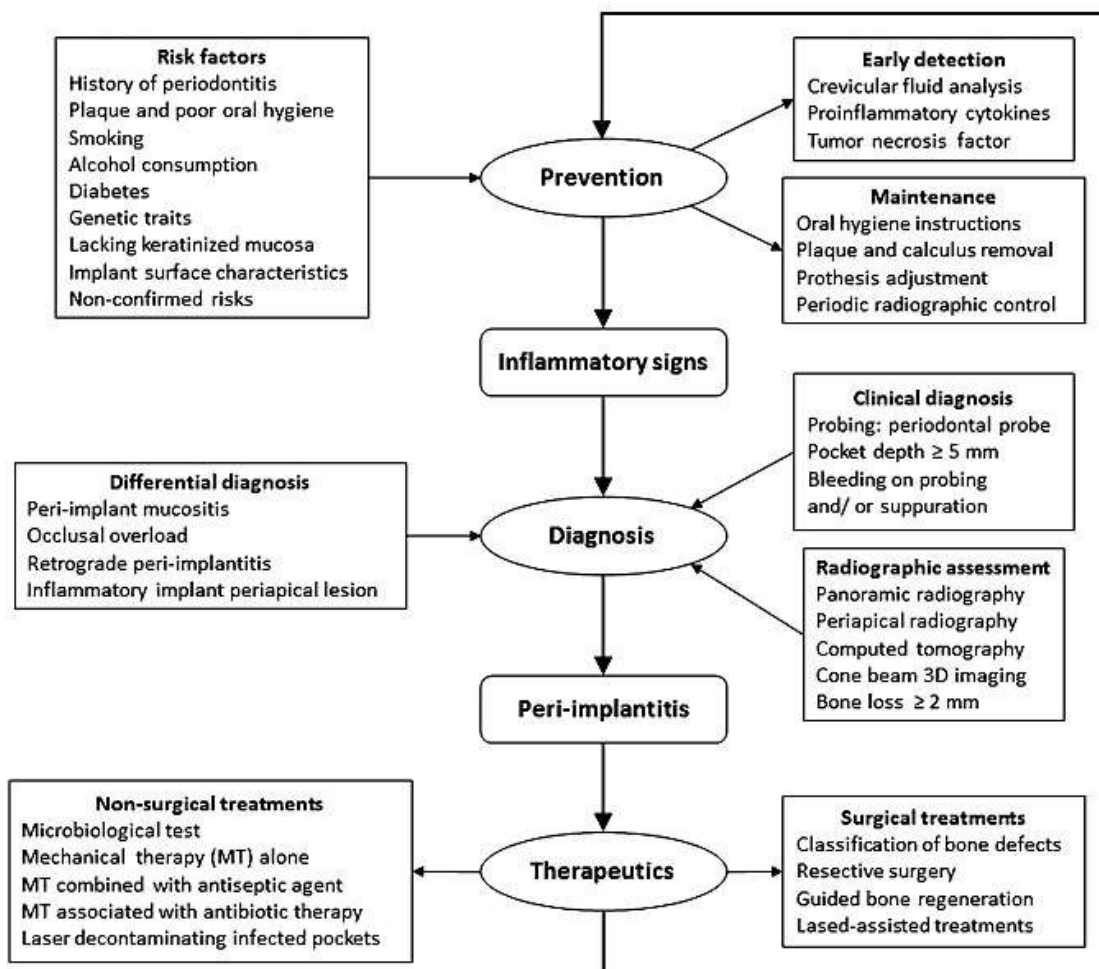 Risk factors
History of periodontitis
Plaque and poor oral hygiene
Smoking
Alcohol consumption
Diabetes
Genetic traits
Lacking keratinized mucosa
Implant surface characteristics
Non-confirmed risks
Prevention
Early detection
Crevicular fluid analysis
Proinflammatory cytokines
Tumor necrosis factor
Maintenance
Oral hygiene instructions
Plaque and calculus removal
Prothesis adjustment
Periodic radiographic control
Inflammatory signs
Clinical diagnosis
Probing: periodontal probe
Pocket depth ≥ 5 mm
Bleeding on probing
and/ or suppuration
Differential diagnosis
Peri-implant mucositis
Occlusal overload
Retrograde peri-implantitis
Inflammatory implant periapical lesion
Diagnosis
Radiographic assessment
Panoramic radiography
Periapical radiography
Computed tomography
Cone beam 3D imaging
Bone loss ≥ 2 mm
Peri-implantitis
Non-surgical treatments
Microbiological test
Mechanical therapy (MT) alone
MT combined with antiseptic agent
MT associated with antibiotic therapy
Laser decontaminating infected pockets
Therapeutics
Surgical treatments
Classification of bone defects
Resective surgery
Guided bone regeneration
Lased-assisted treatments